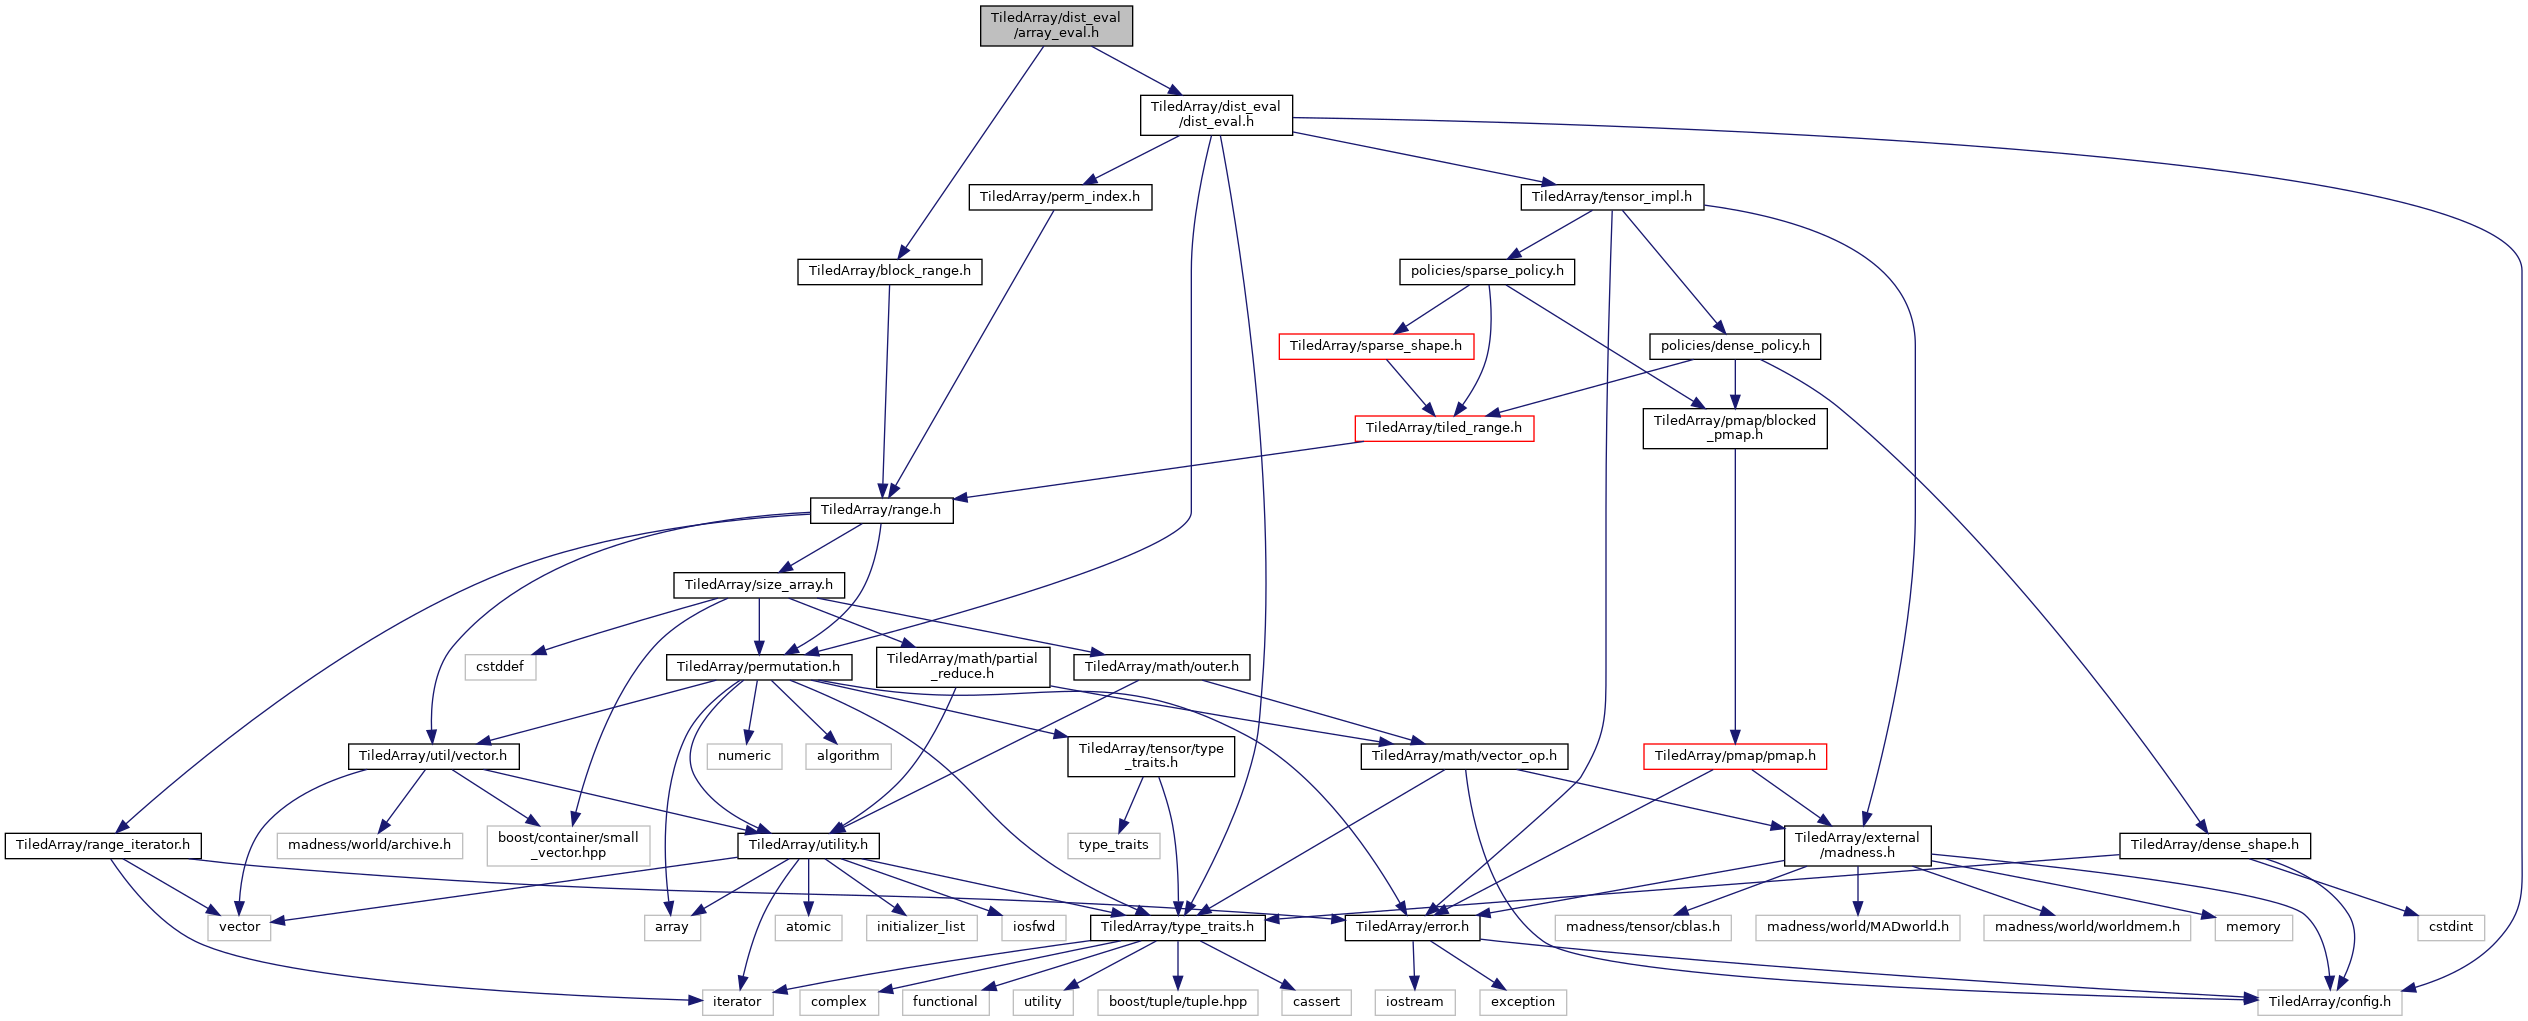 TiledArray/dist_eval
/array_eval.h
TiledArray/dist_eval
/dist_eval.h
TiledArray/perm_index.h
TiledArray/tensor_impl.h
TiledArray/block_range.h
policies/sparse_policy.h
TiledArray/sparse_shape.h
policies/dense_policy.h
TiledArray/tiled_range.h
TiledArray/pmap/blocked
_pmap.h
TiledArray/range.h
TiledArray/size_array.h
cstddef
TiledArray/permutation.h
TiledArray/math/partial
_reduce.h
TiledArray/math/outer.h
TiledArray/util/vector.h
numeric
algorithm
TiledArray/tensor/type
_traits.h
TiledArray/math/vector_op.h
TiledArray/pmap/pmap.h
TiledArray/range_iterator.h
madness/world/archive.h
boost/container/small
_vector.hpp
TiledArray/utility.h
type_traits
TiledArray/external
/madness.h
TiledArray/dense_shape.h
vector
array
atomic
initializer_list
iosfwd
TiledArray/type_traits.h
TiledArray/error.h
madness/tensor/cblas.h
madness/world/MADworld.h
madness/world/worldmem.h
memory
cstdint
iterator
complex
functional
utility
boost/tuple/tuple.hpp
cassert
iostream
exception
TiledArray/config.h